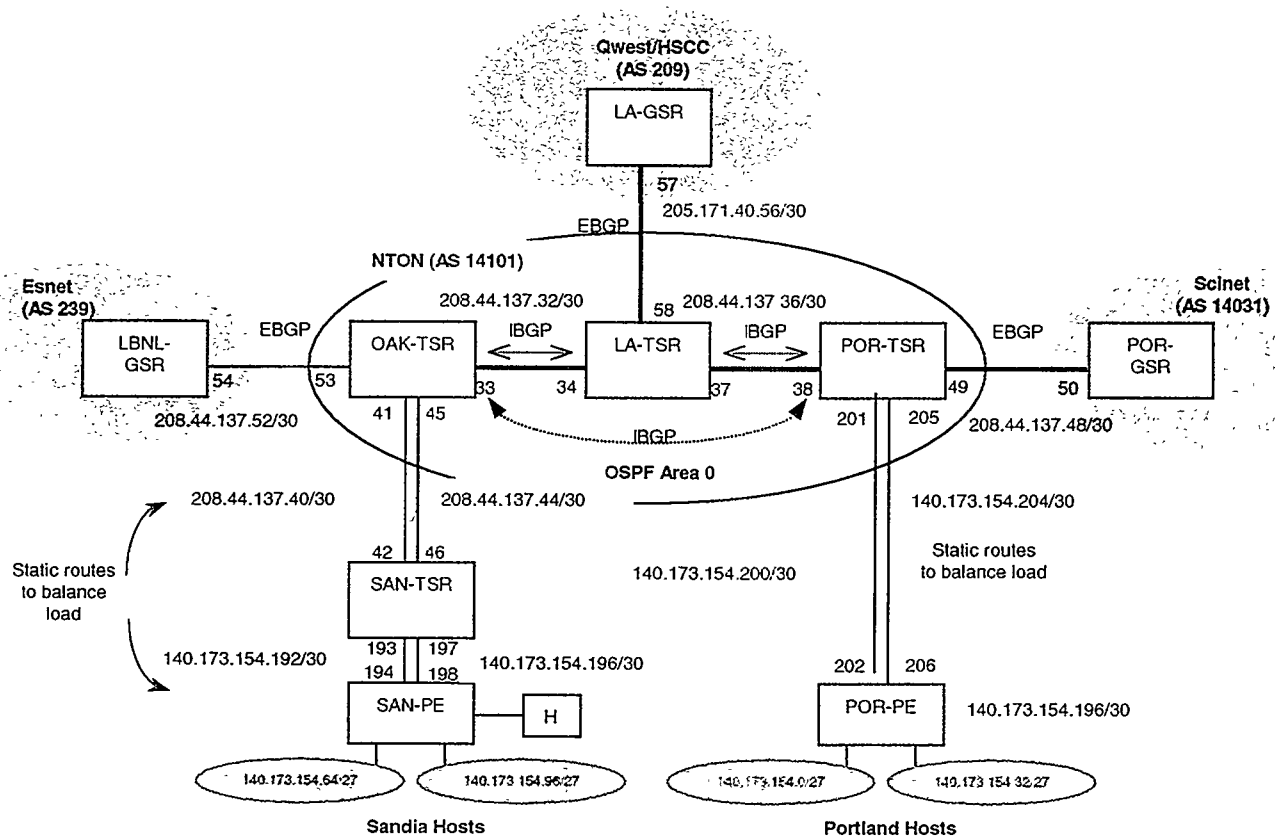 Qwest/HSCC
(AS 209)
LA-GSR
57
205.171.40.56/30
EBGP
NTON (AS 14101)
Esnet
(AS 239)
Scinet
(AS 14031)
208.44.137.32/30
58
208.44.137 36/30
EBGP
IBGP
IBGP
EBGP
LBNL-
GSR
OAK-TSR
LA-TSR
POR-TSR
POR-
GSR
54
53
33
34
37
38
49
50
41
45
201
205
208.44.137.52/30
208.44.137.48/30
IBGP
OSPF Area 0
208.44.137.40/30
208.44.137.44/30
140.173.154.204/30
42
46
Static routes
to balance
load
140.173.154.200/30
Static routes
to balance load
SAN-TSR
193
197
140.173.154.192/30
140.173.154.196/30
194
198
202
206
SAN-PE
H
POR-PE
140.173.154.196/30
140.173.154.64/27
140.173 154.96/27
140.173.154.0/27
140.173 154 32/27
Sandia Hosts
Portland Hosts